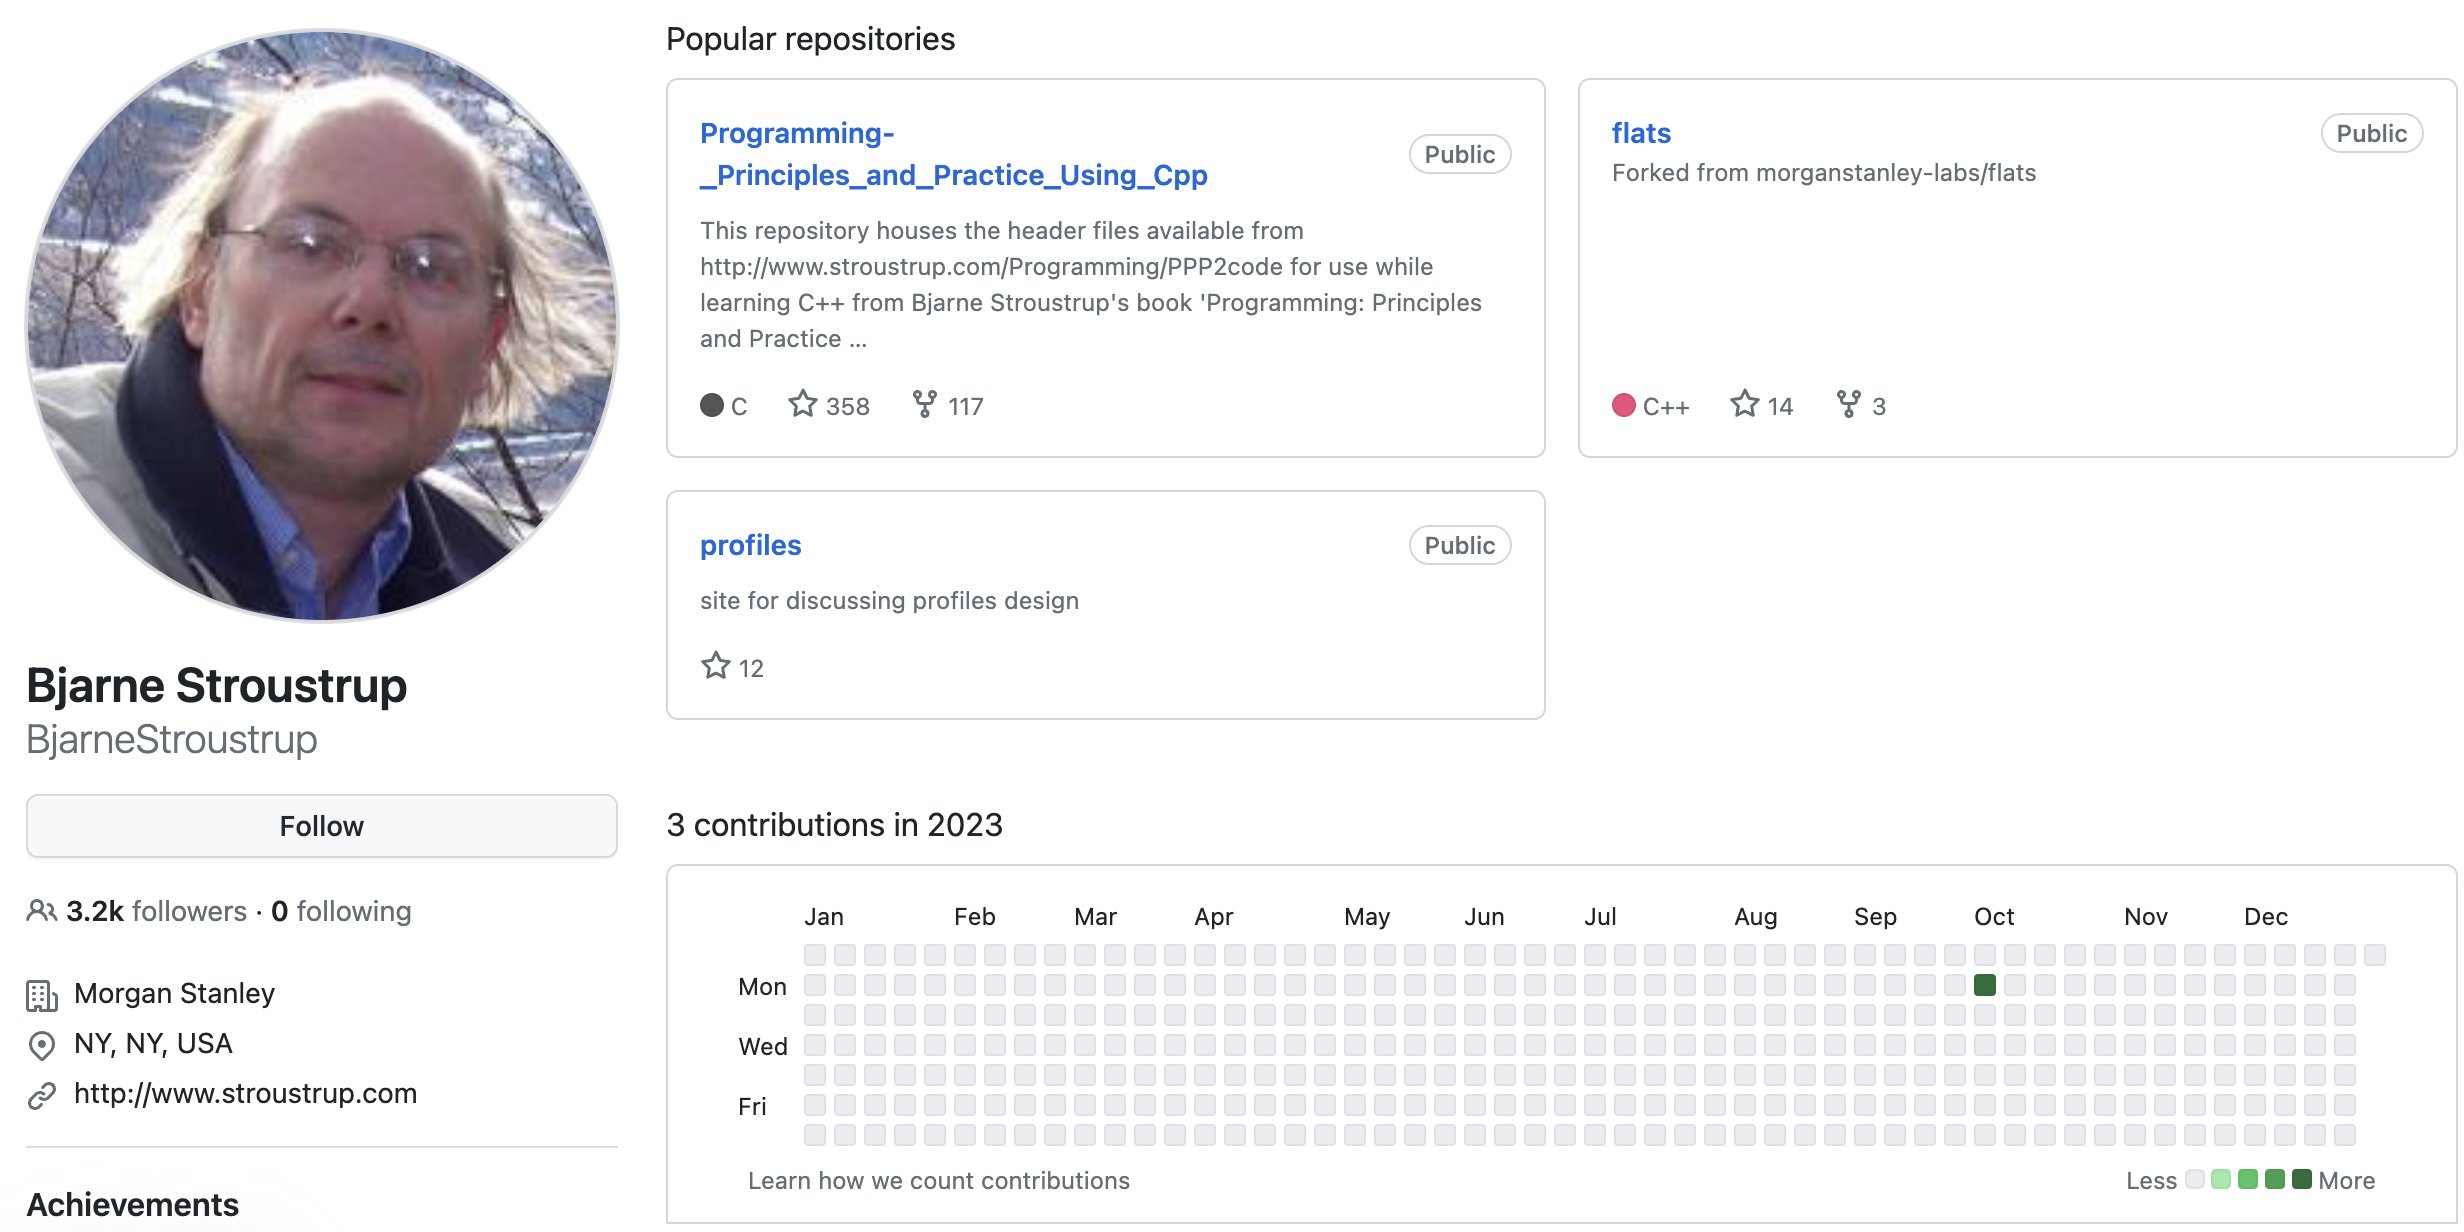 Popular repositories
Programming-
_Principles_and_Practice_Using_Cpp
Public
This repository houses the header files available from
http://www.stroustrup.com/Programming/PPP2code for use while
learning C++ from Bjarne Stroustrup's book 'Programming: Principles
and Practice ...
C 358 117
flats
Public
Forked from morganstanley-labs/flats
C++ 14 3
profiles
Public
site for discussing profiles design
12
Bjarne Stroustrup
BjarneStroustrup
Follow
3.2k followers · 0 following
Morgan Stanley
NY, NY, USA
http://www.stroustrup.com
Achievements
3 contributions in 2023
Jan Feb Mar Apr May Jun Jul Aug Sep Oct Nov Dec
Mon
Wed
Fri
Learn how we count contributions
Less More